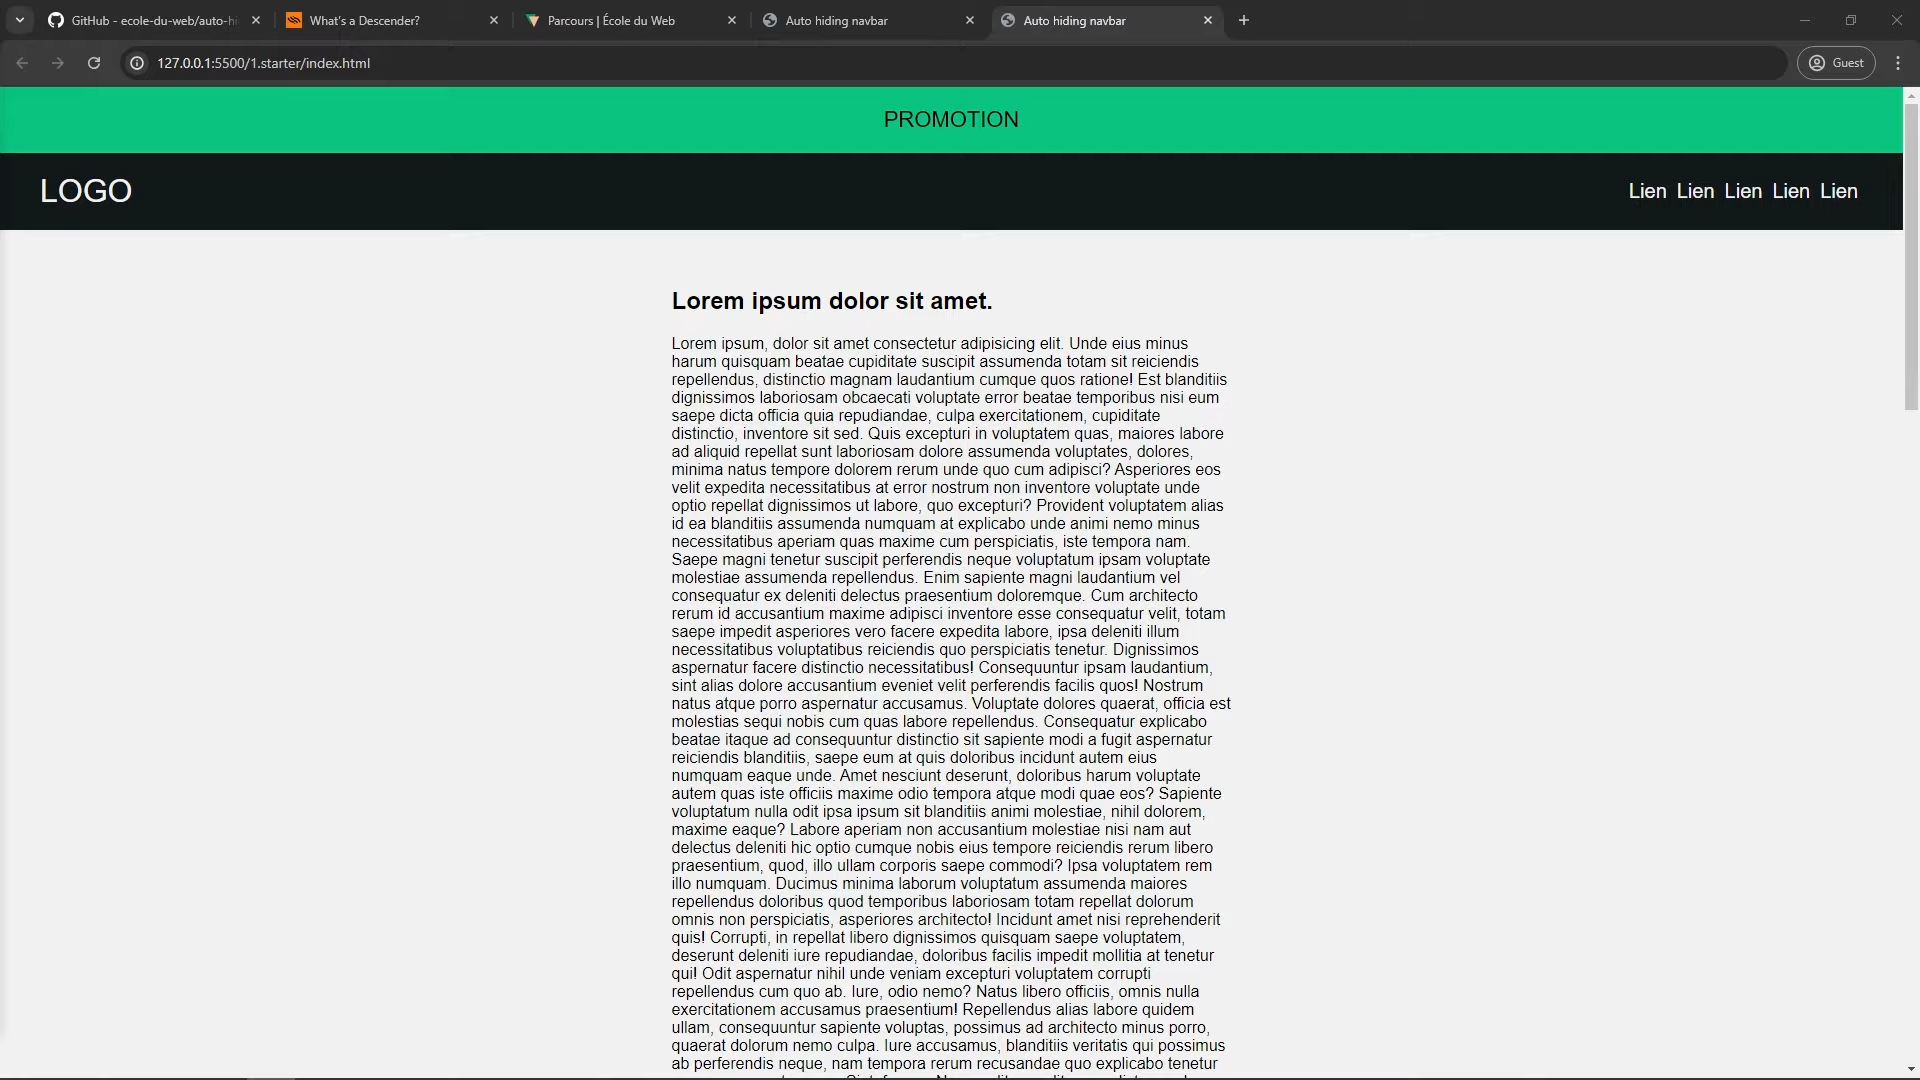 GitHub - ecole-du-web/auto-hi
What's a Descender?
Parcours | École du Web
Auto hiding navbar
Auto hiding navbar
127.0.0.1:5500/1.starter/index.html
Guest
PROMOTION
LOGO
Lien Lien Lien Lien Lien
Lorem ipsum dolor sit amet.
Lorem ipsum, dolor sit amet consectetur adipisicing elit. Unde eius minus
harum quisquam beatae cupiditate suscipit assumenda totam sit reiciendis
repellendus, distinctio magnam laudantium cumque quos ratione! Est blanditiis
dignissimos laboriosam obcaecati voluptate error beatae temporibus nisi eum
saepe dicta officia quia repudiandae, culpa exercitationem, cupiditate
distinctio, inventore sit sed. Quis excepturi in voluptatem quas, maiores labore
ad aliquid repellat sunt laboriosam dolore assumenda voluptates, dolores,
minima natus tempore dolorem rerum unde quo cum adipisci? Asperiores eos
velit expedita necessitatibus at error nostrum non inventore voluptate unde
optio repellat dignissimos ut labore, quo excepturi? Provident voluptatem alias
id ea blanditiis assumenda numquam at explicabo unde animi nemo minus
necessitatibus aperiam quas maxime cum perspiciatis, iste tempora nam.
Saepe magni tenetur suscipit perferendis neque voluptatum ipsam voluptate
molestiae assumenda repellendus. Enim sapiente magni laudantium vel
consequatur ex deleniti delectus praesentium doloremque. Cum architecto
rerum id accusantium maxime adipisci inventore esse consequatur velit, totam
saepe impedit asperiores vero facere expedita labore, ipsa deleniti illum
necessitatibus voluptatibus reiciendis quo perspiciatis tenetur. Dignissimos
aspernatur facere distinctio necessitatibus! Consequuntur ipsam laudantium,
sint alias dolore accusantium eveniet velit perferendis facilis quos! Nostrum
natus atque porro aspernatur accusamus. Voluptate dolores quaerat, officia est
molestias sequi nobis cum quas labore repellendus. Consequatur explicabo
beatae itaque ad consequuntur distinctio sit sapiente modi a fugit aspernatur
reiciendis blanditiis, saepe eum at quis doloribus incidunt autem eius
numquam eaque unde. Amet nesciunt deserunt, doloribus harum voluptate
autem quas iste officiis maxime odio tempora atque modi quae eos? Sapiente
voluptatum nulla odit ipsa ipsum sit blanditiis animi molestiae, nihil dolorem,
maxime eaque? Labore aperiam non accusantium molestiae nisi nam aut
delectus deleniti hic optio cumque nobis eius tempore reiciendis rerum libero
praesentium, quod, illo ullam corporis saepe commodi? Ipsa voluptatem rem
illo numquam. Ducimus minima laborum voluptatum assumenda maiores
repellendus doloribus quod temporibus laboriosam totam repellat dolorum
omnis non perspiciatis, asperiores architecto! Incidunt amet nisi reprehenderit
quis! Corrupti, in repellat libero dignissimos quisquam saepe voluptatem,
deserunt deleniti iure repudiandae, doloribus facilis impedit mollitia at tenetur
qui! Odit aspernatur nihil unde veniam excepturi voluptatem corrupti
repellendus cum quo ab. Iure, odio nemo? Natus libero officiis, omnis nulla
exercitationem accusamus praesentium! Repellendus alias labore quidem
ullam, consequuntur sapiente voluptas, possimus ad architecto minus porro,
quaerat dolorum nemo culpa. Iure accusamus, blanditiis veritatis qui possimus
ab perferendis neque, nam tempora rerum recusandae quo explicabo tenetur